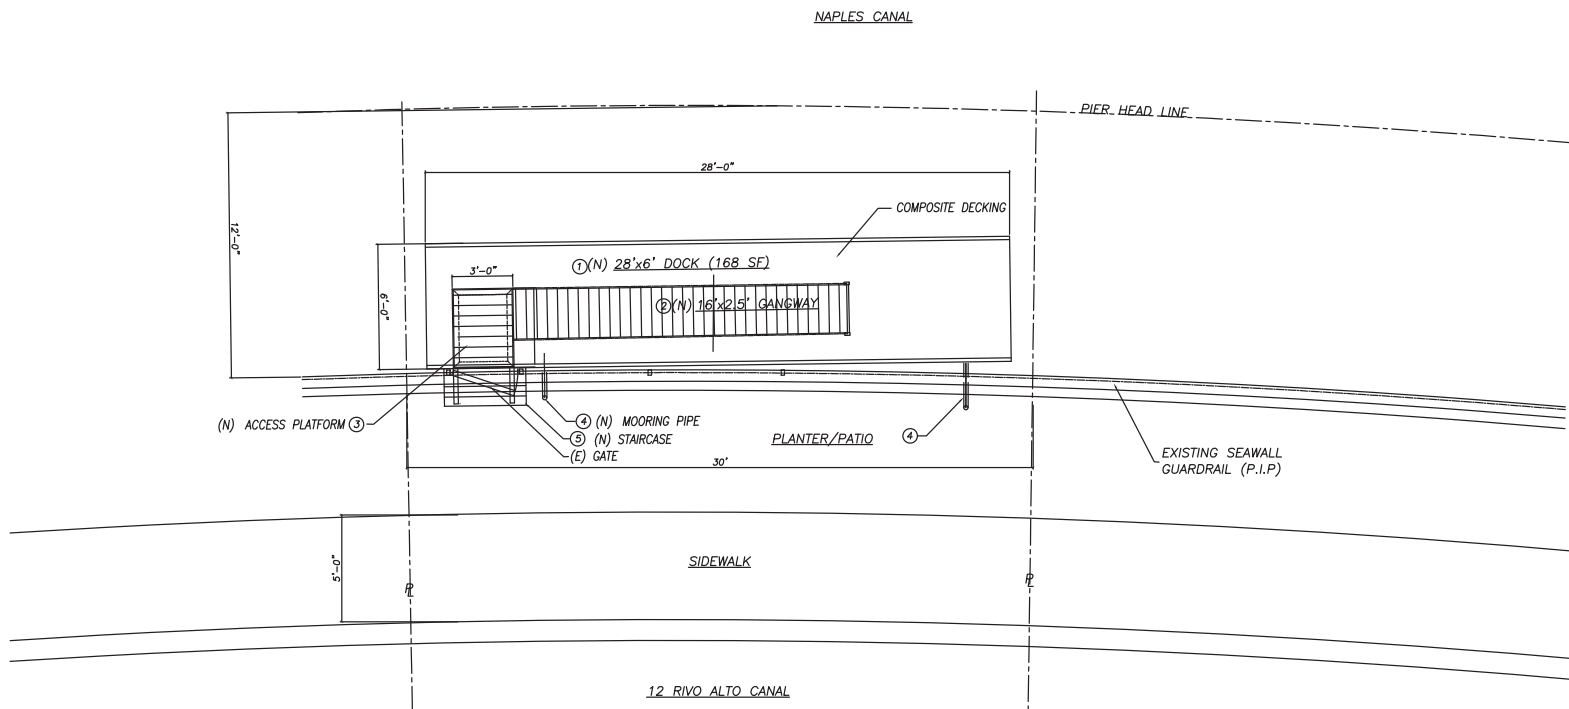 NAPLES CANAL
PIER HEAD LINE
28'-0"
COMPOSITE DECKING
12'-0"
①(N) 28'x6' DOCK (168 SF)
3'-0"
6'-0"
②(N) 16'x2.5' GANGWAY
(N) ACCESS PLATFORM ③
④ (N) MOORING PIPE
⑤ (N) STAIRCASE
(E) GATE
PLANTER/PATIO
④
EXISTING SEAWALL
GUARDRAIL (P.I.P)
30'
SIDEWALK
5'-0"
PL
PL
12 RIVO ALTO CANAL